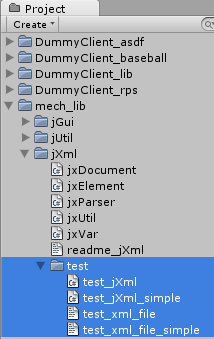 Project
Create
DummyClient_asdf
DummyClient_baseball
DummyClient_lib
DummyClient_rps
mech_lib
jGui
jUtil
jXml
jxDocument
jxElement
jxParser
jxUtil
jxVar
readme_jXml
test
test_jXml
test_jXml_simple
test_xml_file
test_xml_file_simple